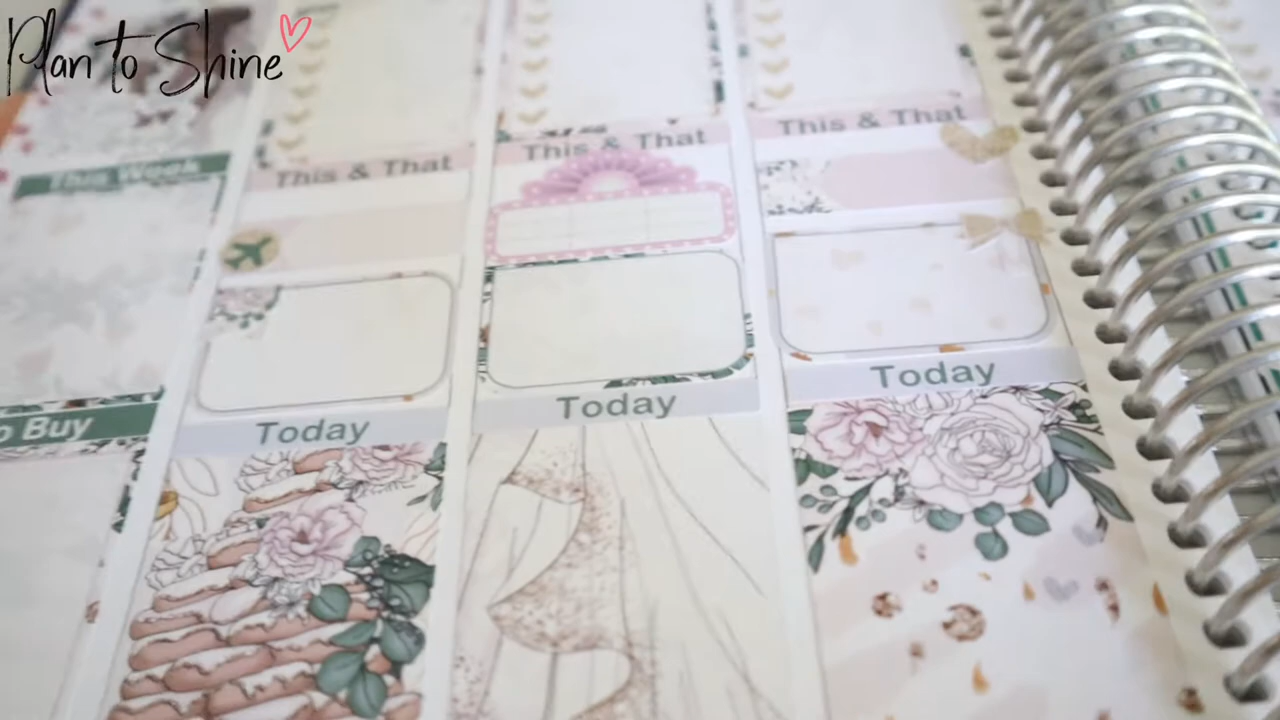 Plan to Shine
This & That
This & That
This & That
This Week
Today
Today
Today
o Buy